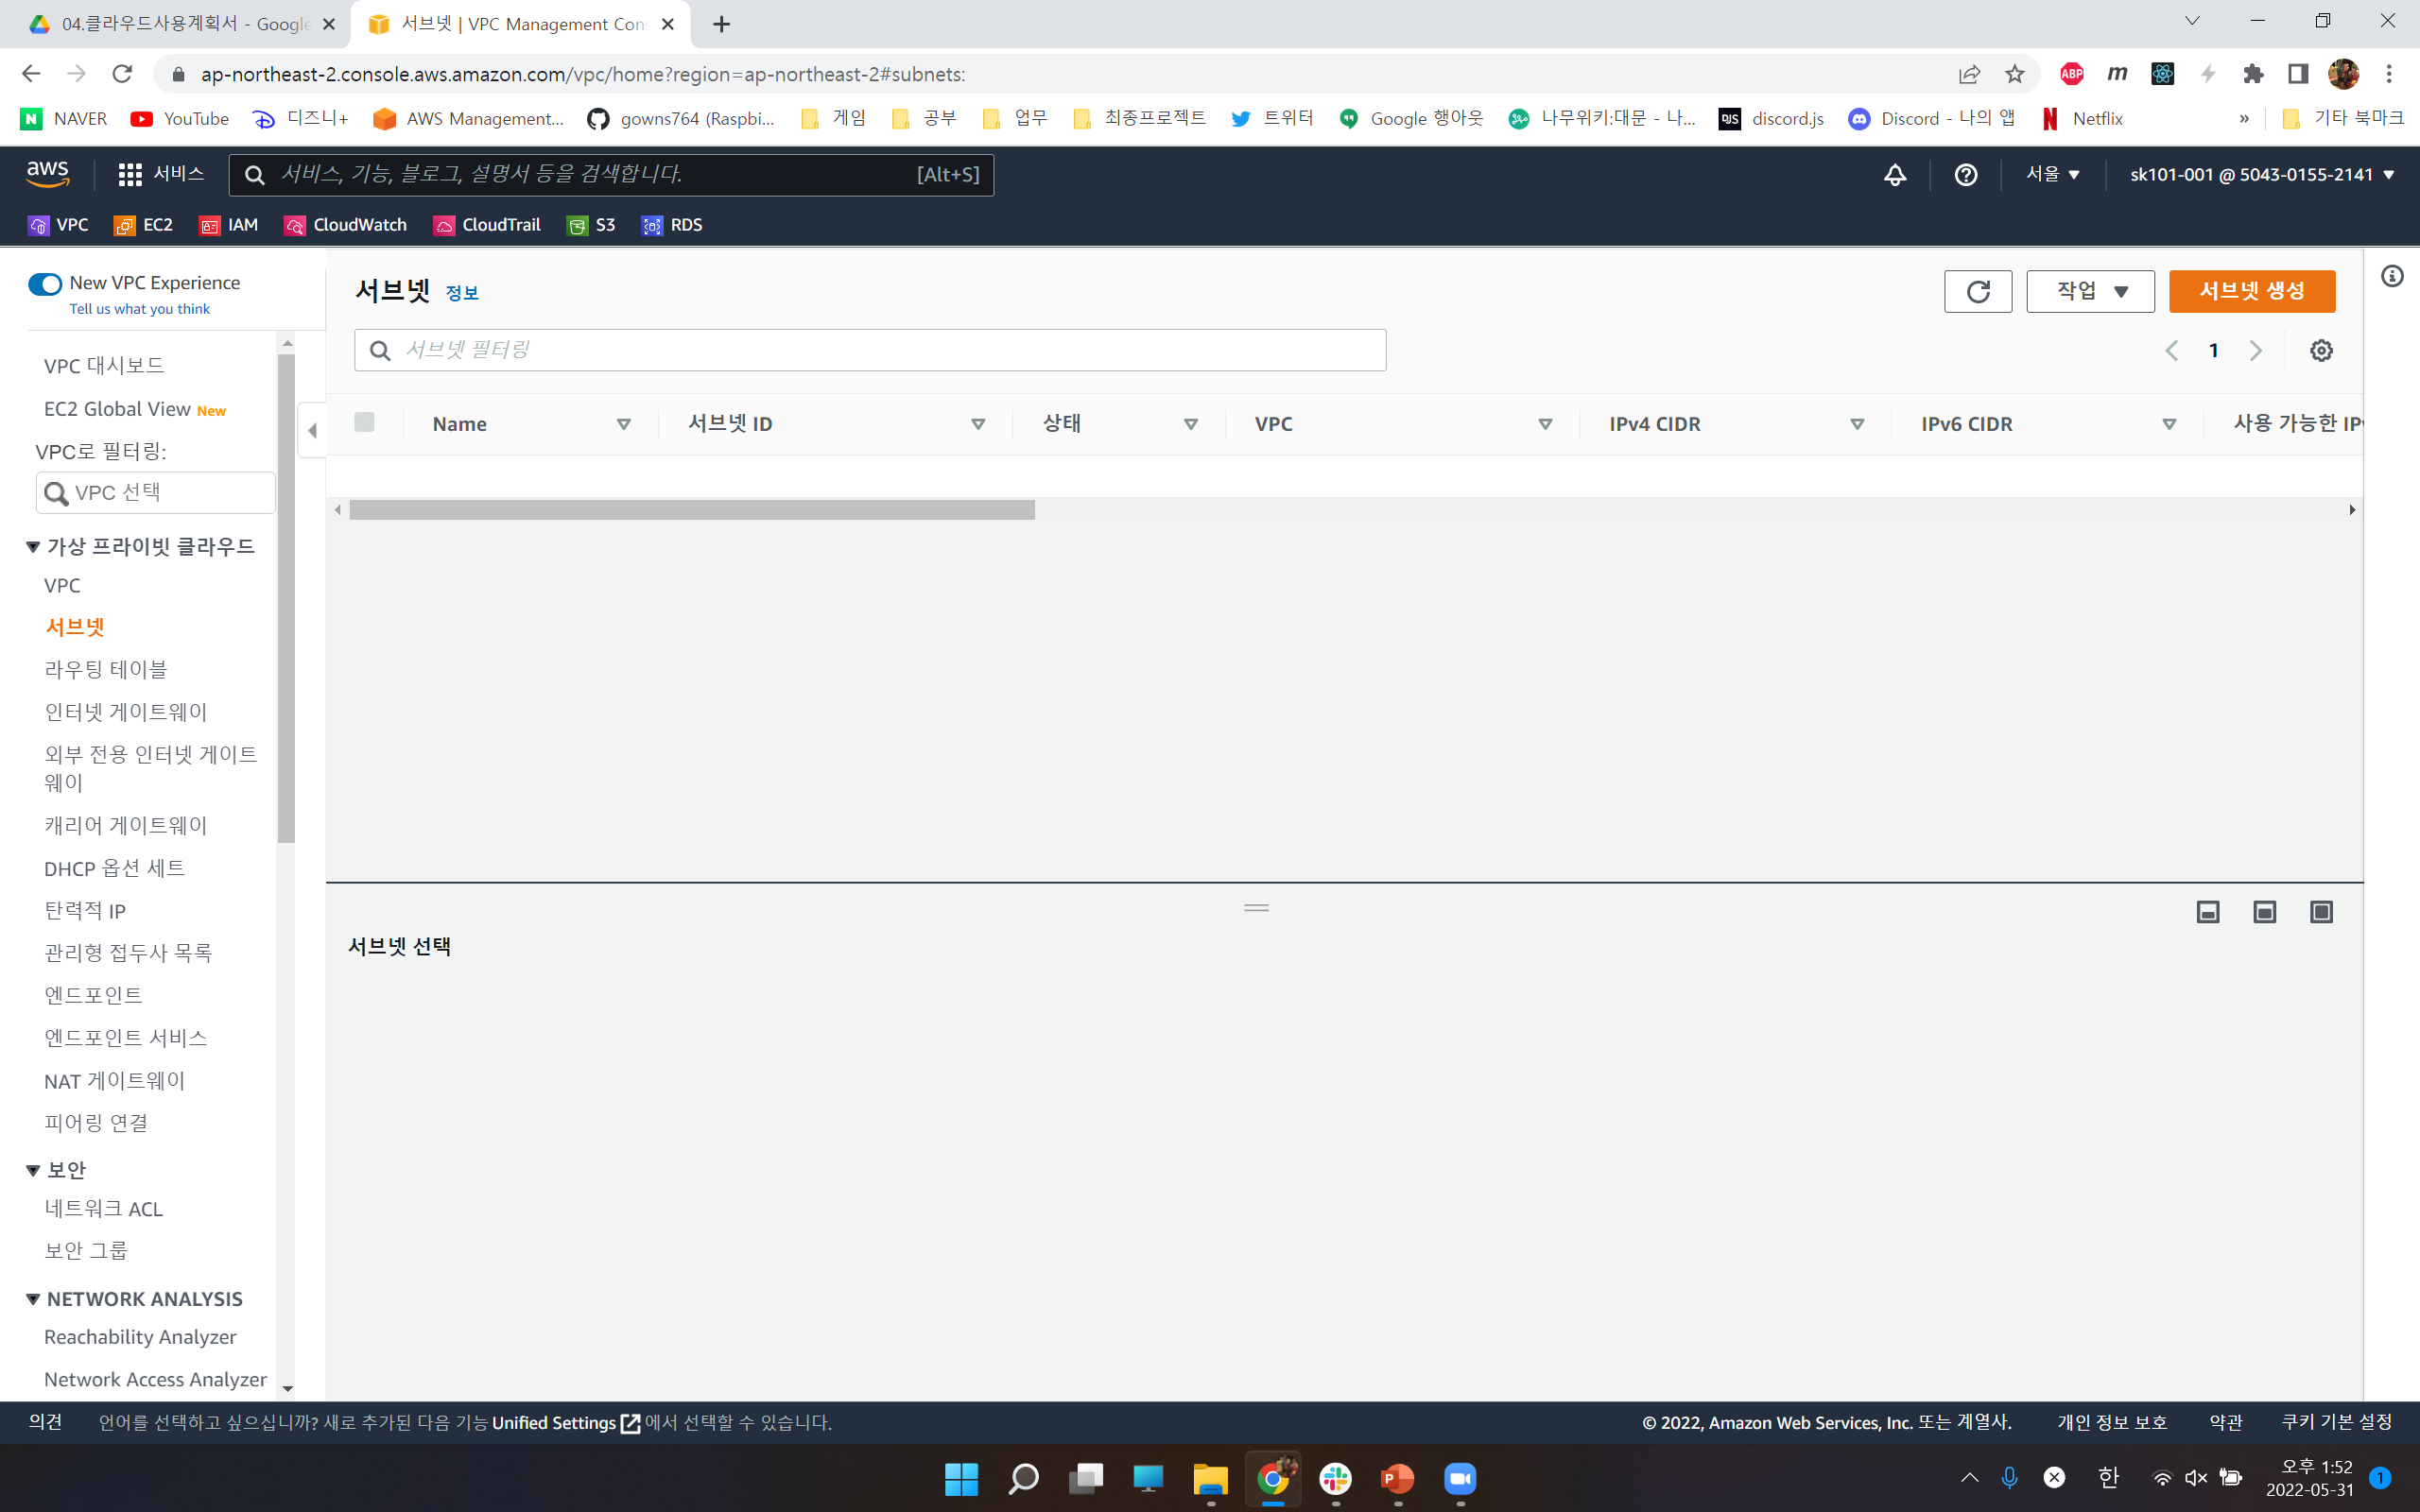 04.클라우드사용계획서 - Google
서브넷 | VPC Management Cons
ap-northeast-2.console.aws.amazon.com/vpc/home?region=ap-northeast-2#subnets:
ABP
m
NAVER
YouTube
디즈니+
AWS Management...
gowns764 (Raspbi...
게임
공부
업무
최종프로젝트
트위터
Google 행아웃
나무위키:대문 - 나...
DJS
discord.js
Discord - 나의 앱
Netflix
»
기타 북마크
aws
서비스
서비스, 기능, 블로그, 설명서 등을 검색합니다.
[Alt+S]
서울
sk101-001 @ 5043-0155-2141
VPC
EC2
IAM
CloudWatch
CloudTrail
S3
RDS
New VPC Experience
Tell us what you think
VPC 대시보드
EC2 Global View New
VPC로 필터링:
VPC 선택
가상 프라이빗 클라우드
VPC
서브넷
라우팅 테이블
인터넷 게이트웨이
외부 전용 인터넷 게이트
웨이
캐리어 게이트웨이
DHCP 옵션 세트
탄력적 IP
관리형 접두사 목록
엔드포인트
엔드포인트 서비스
NAT 게이트웨이
피어링 연결
보안
네트워크 ACL
보안 그룹
NETWORK ANALYSIS
Reachability Analyzer
Network Access Analyzer
서브넷 정보
작업
서브넷 생성
서브넷 필터링
1
Name
서브넷 ID
상태
VPC
IPv4 CIDR
IPv6 CIDR
사용 가능한 IPv
서브넷 선택
의견
언어를 선택하고 싶으십니까? 새로 추가된 다음 기능 Unified Settings 에서 선택할 수 있습니다.
© 2022, Amazon Web Services, Inc. 또는 계열사.
개인 정보 보호
약관
쿠키 기본 설정
한
오후 1:52
2022-05-31
1